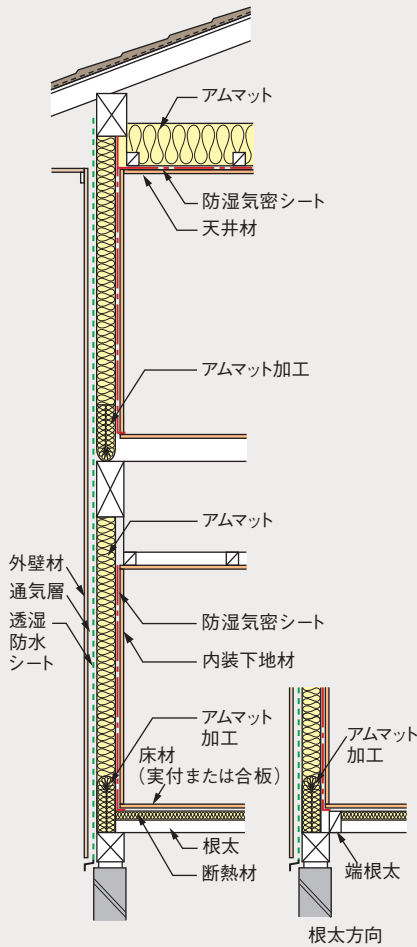 アムマット
防湿気密シート
天井材
アムマット加工
アムマット
外壁材
通気層
透湿
防水
シート
防湿気密シート
内装下地材
アムマット
加工
床材
(実付または合板)
根太
断熱材
アムマット
加工
端根太
根太方向